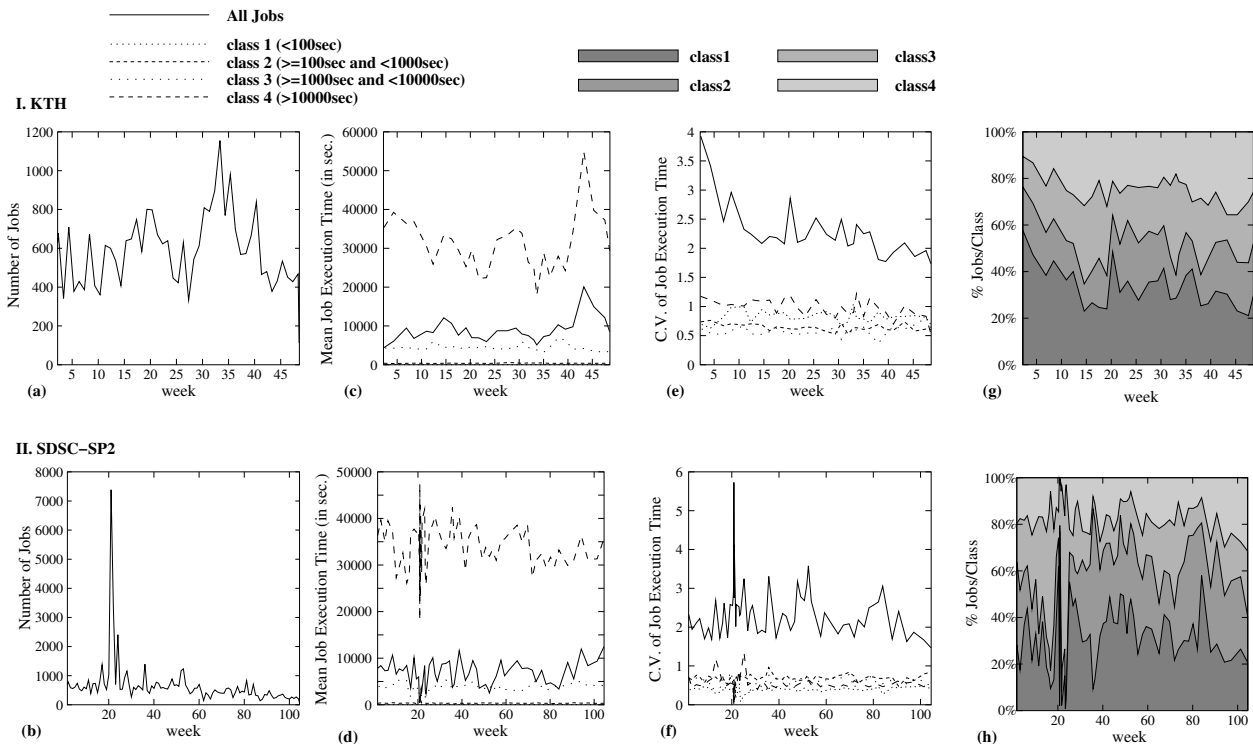 All Jobs
class 1 (<100sec)
class 2 (>=100sec and <1000sec)
class 3 (>=1000sec and <10000sec)
class 4 (>10000sec)
class1
class2
class3
class4
I. KTH
Number of Jobs
1200
1000
800
600
400
200
0
5 10 15 20 25 30 35 40 45
week
(a)
Mean Job Execution Time (in sec.)
60000
50000
40000
30000
20000
10000
0
5 10 15 20 25 30 35 40 45
week
(c)
C.V. of Job Execution Time
4
3.5
3
2.5
2
1.5
1
0.5
0
5 10 15 20 25 30 35 40 45
week
(e)
% Jobs/Class
100%
80%
60%
40%
20%
0%
5 10 15 20 25 30 35 40 45
week
(g)
II. SDSC−SP2
Number of Jobs
8000
7000
6000
5000
4000
3000
2000
1000
0
20 40 60 80 100
week
(b)
Mean Job Execution Time (in sec.)
50000
40000
30000
20000
10000
0
20 40 60 80 100
week
(d)
C.V. of Job Execution Time
6
5
4
3
2
1
0
20 40 60 80 100
week
(f)
% Jobs/Class
100%
80%
60%
40%
20%
0%
20 40 60 80 100
week
(h)